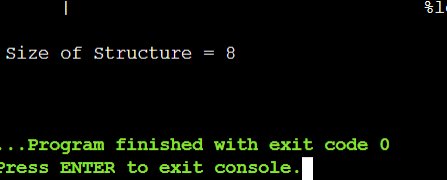 | %l
Size of Structure = 8
...Program finished with exit code 0
Press ENTER to exit console.